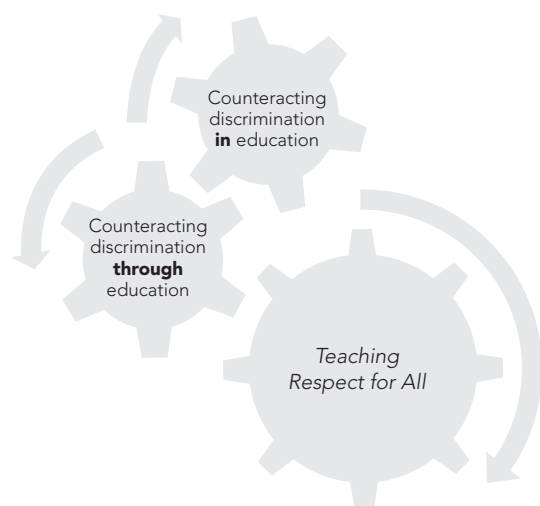 Counteracting
discrimination
in education
Counteracting
discrimination
through
education
Teaching
Respect for All